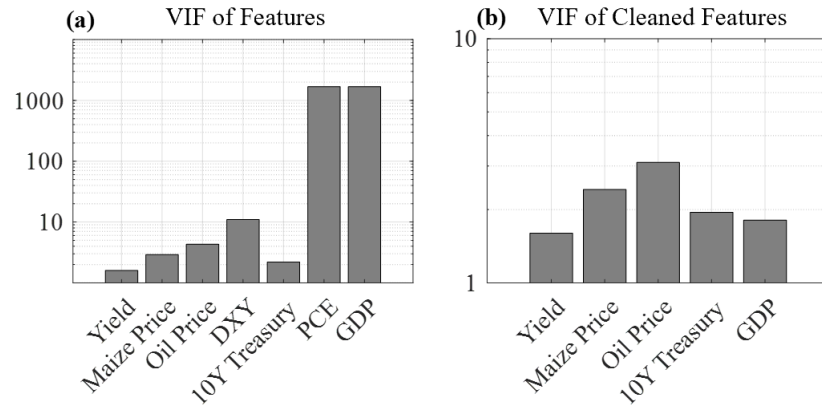 (a) VIF of Features
1000
100
10
Yield
Maize Price
Oil Price
DXY
10Y Treasury
PCE
GDP
(b) VIF of Cleaned Features
10
1
Yield
Maize Price
Oil Price
10Y Treasury
GDP